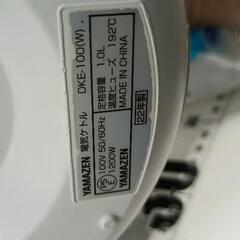 YAMAZEN 電気ケトル DKE-100(W)
PS E 100V 50/60Hz 定格容量 1.0L
1200W 温度ヒューズ 192℃
YAMAZEN MADE IN CHINA
22年製